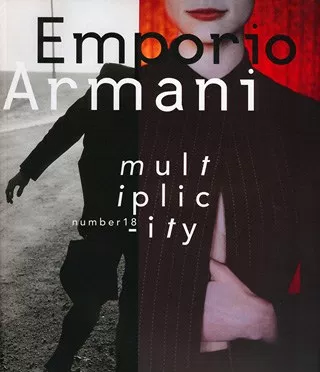 Emporio
Armani
mult
iplic
number18
-ity